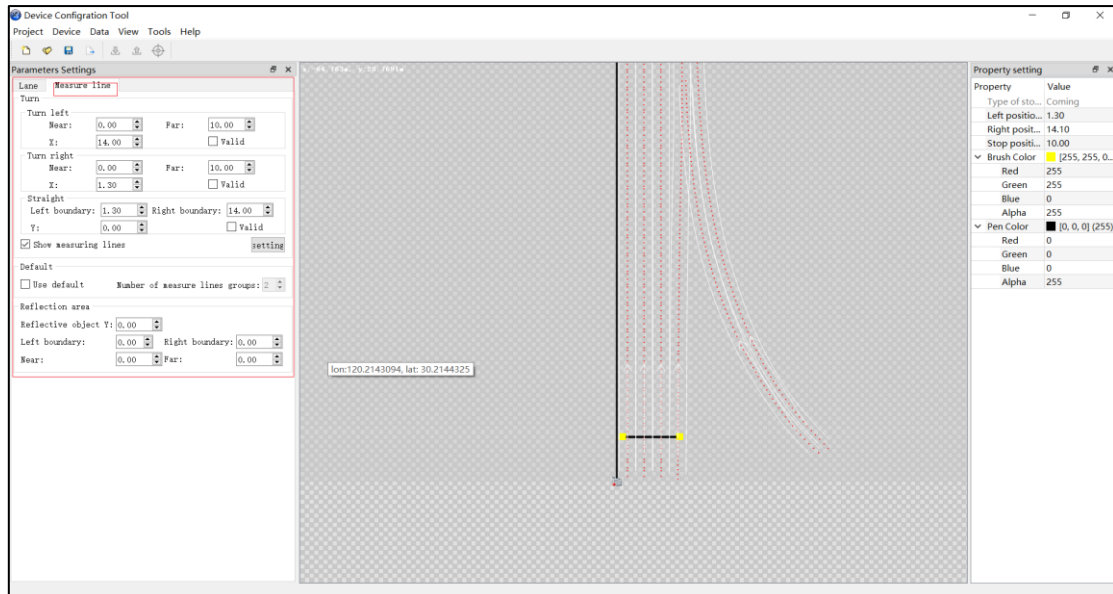 Device Configration Tool
Project Device Data View Tools Help
Parameters Settings
Lane Measure line
Turn
Turn left
Near: 0.00 Far: 10.00
X: 14.00 Valid
Turn right
Near: 0.00 Far: 10.00
X: 1.30 Valid
Straight
Left boundary: 1.30 Right boundary: 14.00
Y: 0.00 Valid
Show measuring lines setting
Default
Use default Number of measure lines groups: 2
Reflection area
Reflective object Y: 0.00
Left boundary: 0.00 Right boundary: 0.00
Near: 0.00 Far: 0.00
lon:120.2143094, lat: 30.2144325
Property setting
Property Value
Type of sto... Coming
Left positio... 1.30
Right posit... 14.10
Stop positi... 10.00
Brush Color [255, 255, 0...
Red 255
Green 255
Blue 0
Alpha 255
Pen Color [0, 0, 0] (255)
Red 0
Green 0
Blue 0
Alpha 255